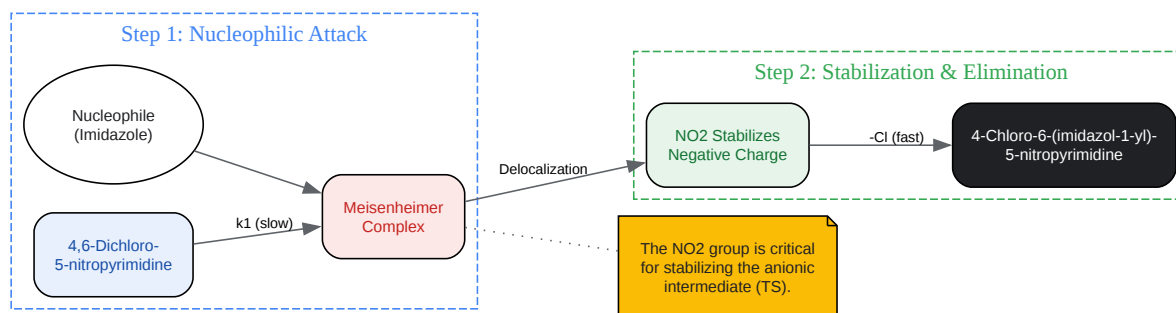 Step 1: Nucleophilic Attack
Nucleophile
(Imidazole)
4,6-Dichloro-
5-nitropyrimidine
k1 (slow)
Meisenheimer
Complex
Delocalization
Step 2: Stabilization & Elimination
NO2 Stabilizes
Negative Charge
-Cl (fast)
4-Chloro-6-(imidazol-1-yl)-
5-nitropyrimidine
The NO2 group is critical
for stabilizing the anionic
intermediate (TS).